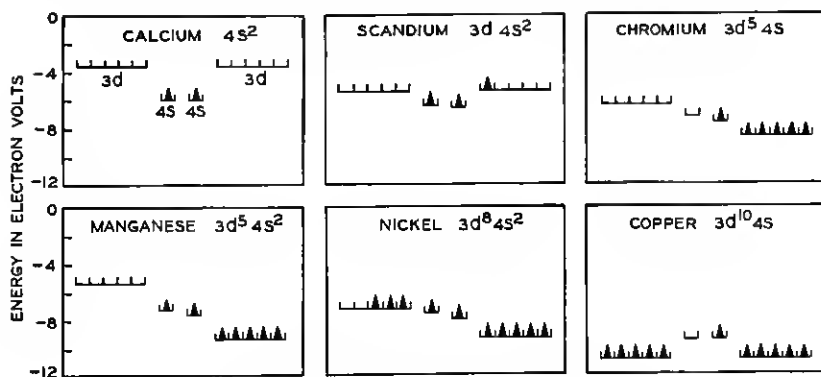 ENERGY IN ELECTRON VOLTS
0
-4
-8
-12
CALCIUM 4S²
3d 3d
4S 4S
SCANDIUM 3d 4S²
CHROMIUM 3d⁵ 4S
0
-4
-8
-12
MANGANESE 3d⁵ 4S²
NICKEL 3d⁸ 4S²
COPPER 3d¹⁰ 4S